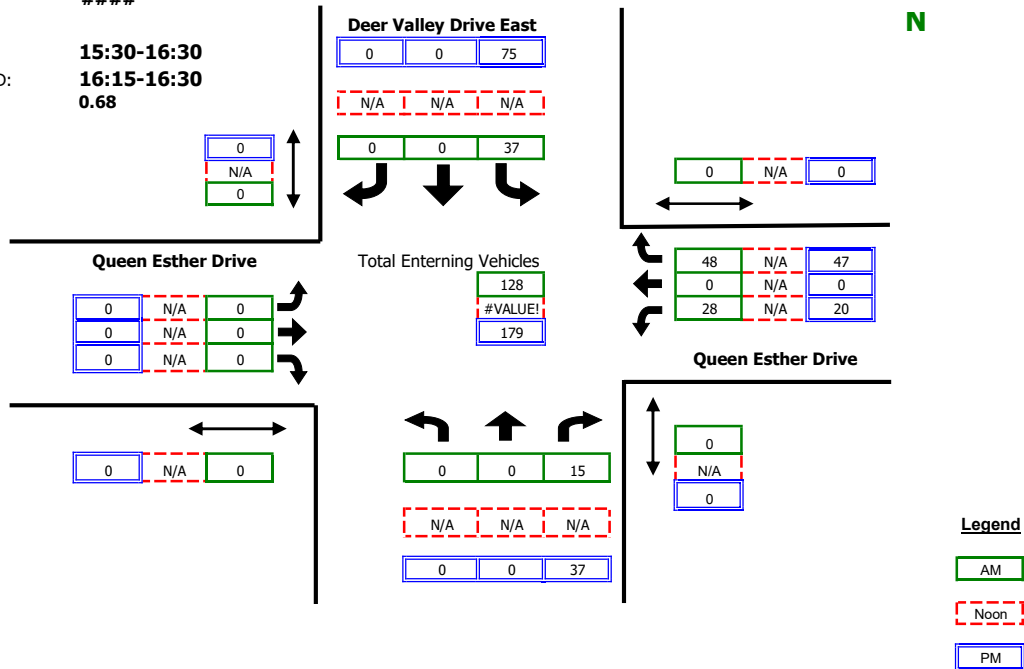 ####
N
Deer Valley Drive East
15:30-16:30
0 0 75
16:15-16:30
0.68
N/A N/A N/A
0
0 0 37
N/A
0
0 N/A 0
Queen Esther Drive
Total Enterning Vehicles
128
#VALUE!
179
48 N/A 47
0 N/A 0
28 N/A 20
0 N/A 0
0 N/A 0
0 N/A 0
Queen Esther Drive
0 N/A 0
0 0 15
0
N/A
0
N/A N/A N/A
0 0 37
Legend
AM
Noon
PM